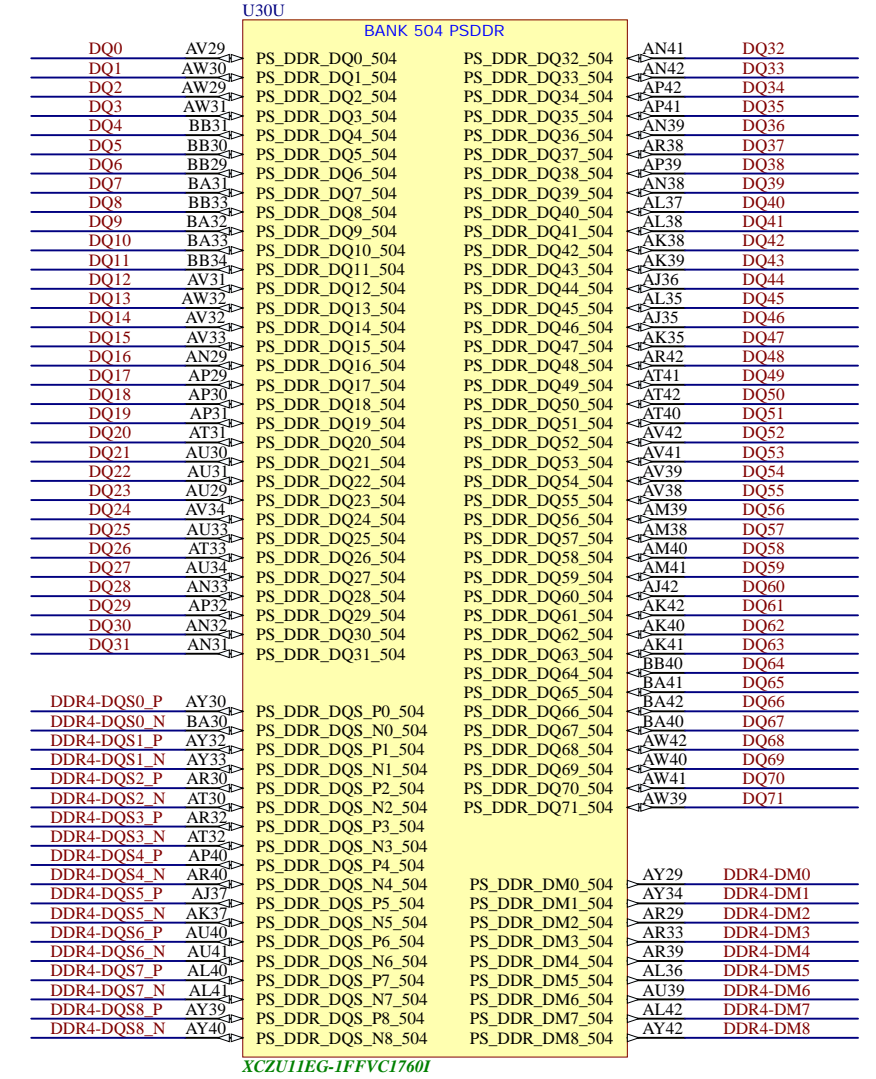 U30U
BANK 504 PSDDR
DQ0 AV29 PS_DDR_DQ0_504 PS_DDR_DQ32_504 AN41 DQ32
DQ1 AW30 PS_DDR_DQ1_504 PS_DDR_DQ33_504 AN42 DQ33
DQ2 AW29 PS_DDR_DQ2_504 PS_DDR_DQ34_504 AP42 DQ34
DQ3 AW31 PS_DDR_DQ3_504 PS_DDR_DQ35_504 AP41 DQ35
DQ4 BB31 PS_DDR_DQ4_504 PS_DDR_DQ36_504 AN39 DQ36
DQ5 BB30 PS_DDR_DQ5_504 PS_DDR_DQ37_504 AR38 DQ37
DQ6 BB29 PS_DDR_DQ6_504 PS_DDR_DQ38_504 AP39 DQ38
DQ7 BA31 PS_DDR_DQ7_504 PS_DDR_DQ39_504 AN38 DQ39
DQ8 BB33 PS_DDR_DQ8_504 PS_DDR_DQ40_504 AL37 DQ40
DQ9 BA32 PS_DDR_DQ9_504 PS_DDR_DQ41_504 AL38 DQ41
DQ10 BA33 PS_DDR_DQ10_504 PS_DDR_DQ42_504 AK38 DQ42
DQ11 BB34 PS_DDR_DQ11_504 PS_DDR_DQ43_504 AK39 DQ43
DQ12 AV31 PS_DDR_DQ12_504 PS_DDR_DQ44_504 AJ36 DQ44
DQ13 AW32 PS_DDR_DQ13_504 PS_DDR_DQ45_504 AL35 DQ45
DQ14 AV32 PS_DDR_DQ14_504 PS_DDR_DQ46_504 AJ35 DQ46
DQ15 AV33 PS_DDR_DQ15_504 PS_DDR_DQ47_504 AK35 DQ47
DQ16 AN29 PS_DDR_DQ16_504 PS_DDR_DQ48_504 AR42 DQ48
DQ17 AP29 PS_DDR_DQ17_504 PS_DDR_DQ49_504 AT41 DQ49
DQ18 AP30 PS_DDR_DQ18_504 PS_DDR_DQ50_504 AT42 DQ50
DQ19 AP31 PS_DDR_DQ19_504 PS_DDR_DQ51_504 AT40 DQ51
DQ20 AT31 PS_DDR_DQ20_504 PS_DDR_DQ52_504 AV42 DQ52
DQ21 AU30 PS_DDR_DQ21_504 PS_DDR_DQ53_504 AV41 DQ53
DQ22 AU31 PS_DDR_DQ22_504 PS_DDR_DQ54_504 AV39 DQ54
DQ23 AU29 PS_DDR_DQ23_504 PS_DDR_DQ55_504 AV38 DQ55
DQ24 AV34 PS_DDR_DQ24_504 PS_DDR_DQ56_504 AM39 DQ56
DQ25 AU33 PS_DDR_DQ25_504 PS_DDR_DQ57_504 AM38 DQ57
DQ26 AT33 PS_DDR_DQ26_504 PS_DDR_DQ58_504 AM40 DQ58
DQ27 AU34 PS_DDR_DQ27_504 PS_DDR_DQ59_504 AM41 DQ59
DQ28 AN33 PS_DDR_DQ28_504 PS_DDR_DQ60_504 AJ42 DQ60
DQ29 AP32 PS_DDR_DQ29_504 PS_DDR_DQ61_504 AK42 DQ61
DQ30 AN32 PS_DDR_DQ30_504 PS_DDR_DQ62_504 AK40 DQ62
DQ31 AN31 PS_DDR_DQ31_504 PS_DDR_DQ63_504 AK41 DQ63
PS_DDR_DQ64_504 BB40 DQ64
PS_DDR_DQ65_504 BA41 DQ65
DDR4-DQS0_P AY30 PS_DDR_DQS_P0_504 PS_DDR_DQ66_504 BA42 DQ66
DDR4-DQS0_N BA30 PS_DDR_DQS_N0_504 PS_DDR_DQ67_504 BA40 DQ67
DDR4-DQS1_P AY32 PS_DDR_DQS_P1_504 PS_DDR_DQ68_504 AW42 DQ68
DDR4-DQS1_N AY33 PS_DDR_DQS_N1_504 PS_DDR_DQ69_504 AW40 DQ69
DDR4-DQS2_P AR30 PS_DDR_DQS_P2_504 PS_DDR_DQ70_504 AW41 DQ70
DDR4-DQS2_N AT30 PS_DDR_DQS_N2_504 PS_DDR_DQ71_504 AW39 DQ71
DDR4-DQS3_P AR32 PS_DDR_DQS_P3_504
DDR4-DQS3_N AT32 PS_DDR_DQS_N3_504
DDR4-DQS4_P AP40 PS_DDR_DQS_P4_504
DDR4-DQS4_N AR40 PS_DDR_DQS_N4_504 PS_DDR_DM0_504 AY29 DDR4-DM0
DDR4-DQS5_P AJ37 PS_DDR_DQS_P5_504 PS_DDR_DM1_504 AY34 DDR4-DM1
DDR4-DQS5_N AK37 PS_DDR_DQS_N5_504 PS_DDR_DM2_504 AR29 DDR4-DM2
DDR4-DQS6_P AU40 PS_DDR_DQS_P6_504 PS_DDR_DM3_504 AR33 DDR4-DM3
DDR4-DQS6_N AU41 PS_DDR_DQS_N6_504 PS_DDR_DM4_504 AR39 DDR4-DM4
DDR4-DQS7_P AL40 PS_DDR_DQS_P7_504 PS_DDR_DM5_504 AL36 DDR4-DM5
DDR4-DQS7_N AL41 PS_DDR_DQS_N7_504 PS_DDR_DM6_504 AU39 DDR4-DM6
DDR4-DQS8_P AY39 PS_DDR_DQS_P8_504 PS_DDR_DM7_504 AL42 DDR4-DM7
DDR4-DQS8_N AY40 PS_DDR_DQS_N8_504 PS_DDR_DM8_504 AY42 DDR4-DM8
XCZU11EG-1FFVC1760I